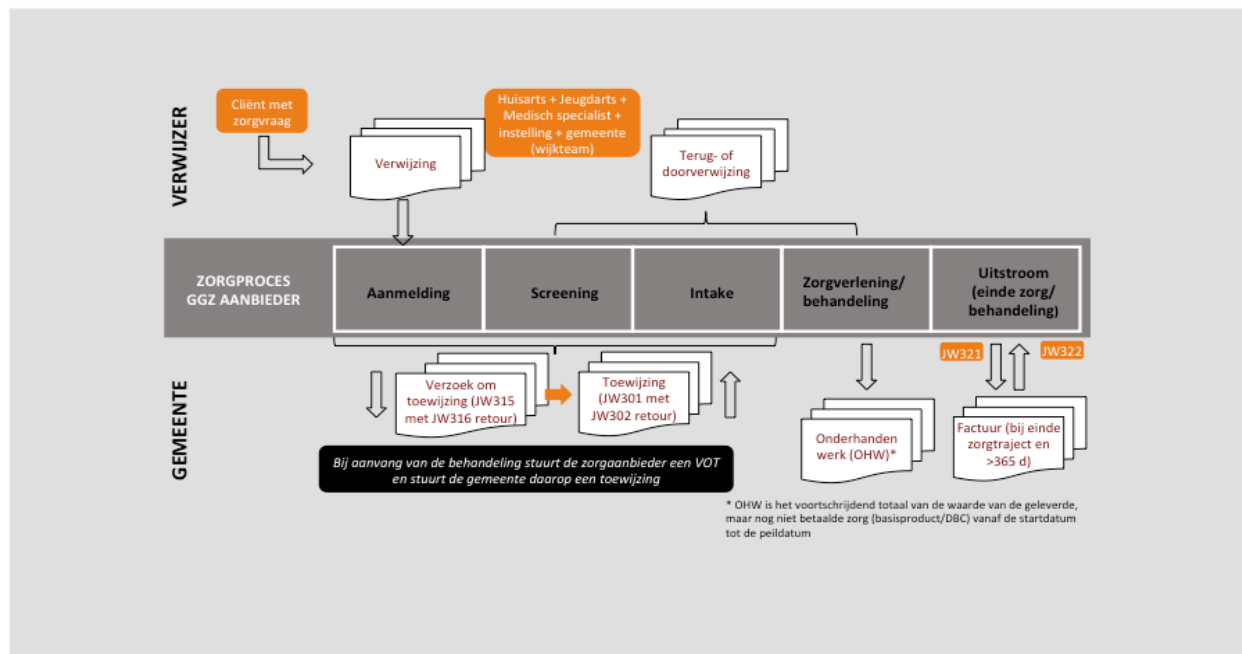 VERWIJZER
Cliënt met
zorgvraag
Verwijzing
Huisarts + Jeugdarts +
Medisch specialist +
instelling + gemeente
(wijkteam)
Terug- of
doorverwijzing
ZORGPROCES
GGZ AANBIEDER
Aanmelding
Screening
Intake
Zorgverlening/
behandeling
Uitstroom
(einde zorg/
behandeling)
GEMEENTE
Verzoek om
toewijzing (JW315
met JW316 retour)
Toewijzing
(JW301 met
JW302 retour)
JW321
JW322
Onderhanden
werk (OHW)*
Factuur (bij einde
zorgtraject en
>365 d)
Bij aanvang van de behandeling stuurt de zorgaanbieder een VOT
en stuurt de gemeente daarop een toewijzing
* OHW is het voortschrijdend totaal van de waarde van de geleverde,
maar nog niet betaalde zorg (basisproduct/DBC) vanaf de startdatum
tot de peildatum